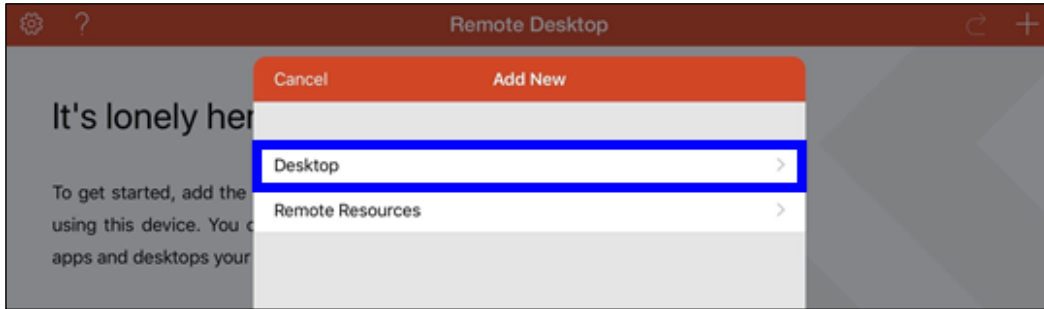 ?
Remote Desktop
Cancel
Add New
It's lonely her
Desktop
To get started, add the
Remote Resources
using this device. You c
apps and desktops your